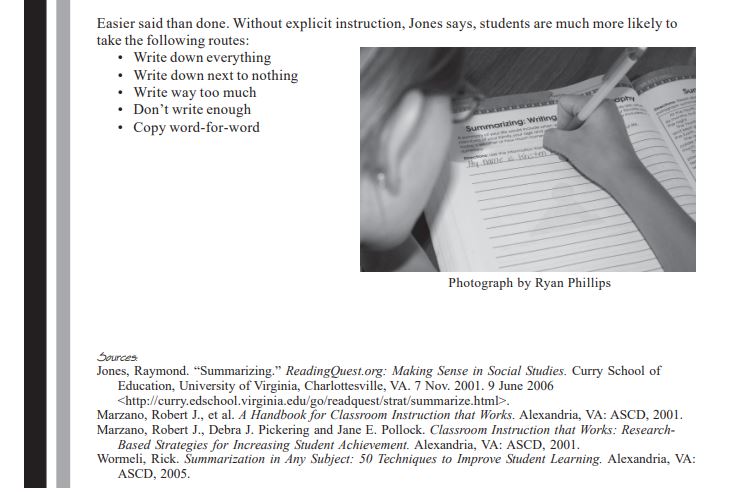 Easier said than done. Without explicit instruction, Jones says, students are much more likely to
take the following routes:
• Write down everything
• Write down next to nothing
• Write way too much
• Don’t write enough
• Copy word-for-word
Summarizing: Writing
My name is
Photograph by Ryan Phillips
Sources
Jones, Raymond. “Summarizing.” ReadingQuest.org: Making Sense in Social Studies. Curry School of
Education, University of Virginia, Charlottesville, VA. 7 Nov. 2001. 9 June 2006
<http://curry.edschool.virginia.edu/go/readquest/strat/summarize.html>.
Marzano, Robert J., et al. A Handbook for Classroom Instruction that Works. Alexandria, VA: ASCD, 2001.
Marzano, Robert J., Debra J. Pickering and Jane E. Pollock. Classroom Instruction that Works: Research-
Based Strategies for Increasing Student Achievement. Alexandria, VA: ASCD, 2001.
Wormeli, Rick. Summarization in Any Subject: 50 Techniques to Improve Student Learning. Alexandria, VA:
ASCD, 2005.